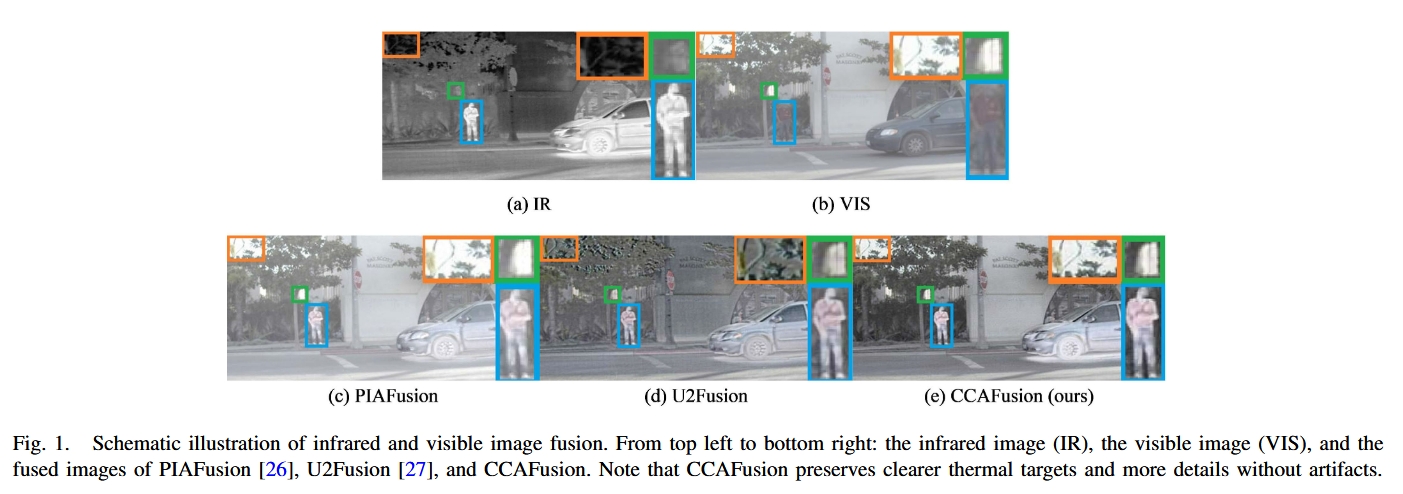 (a) IR
(b) VIS
(c) PIAFusion
(d) U2Fusion
(e) CCAFusion (ours)
Fig. 1. Schematic illustration of infrared and visible image fusion. From top left to bottom right: the infrared image (IR), the visible image (VIS), and the
fused images of PIAFusion [26], U2Fusion [27], and CCAFusion. Note that CCAFusion preserves clearer thermal targets and more details without artifacts.